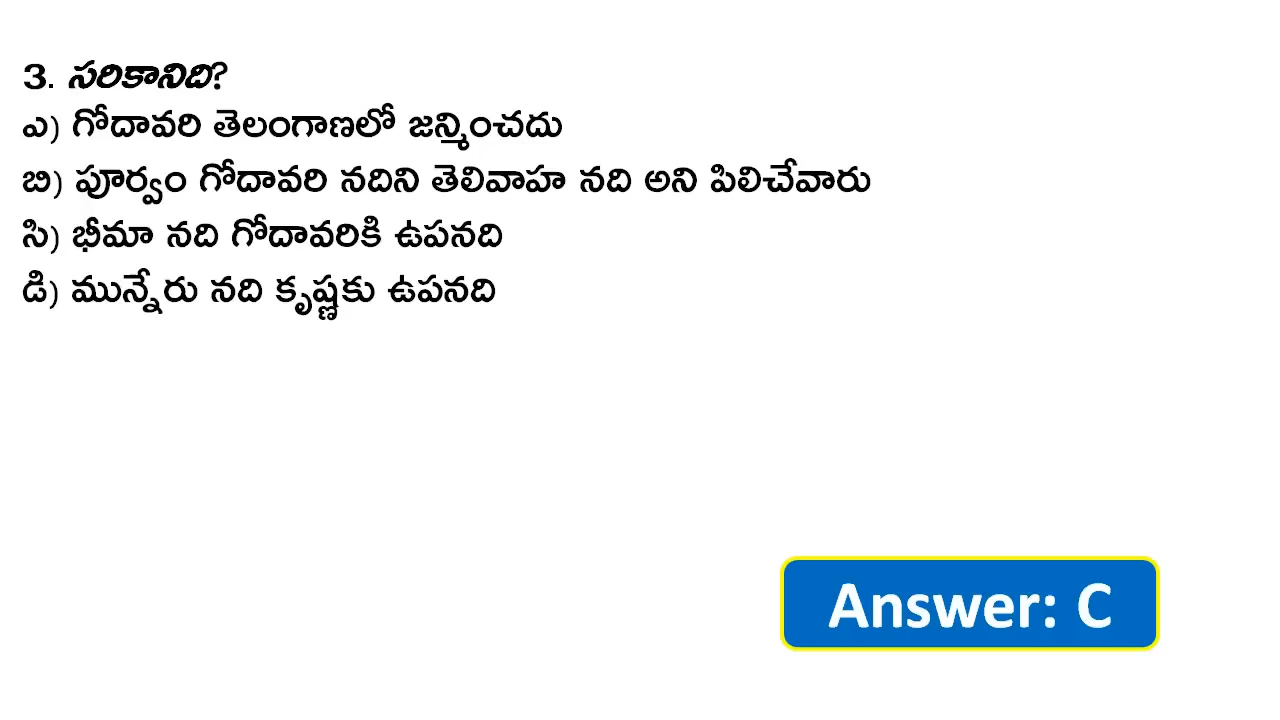 3. సరికానిది?
ఎ) గోదావరి తెలంగాణలో జన్మించదు
బి) పూర్వం గోదావరి నదిని తెలివాహ నది అని పిలిచేవారు
సి) భీమా నది గోదావరికి ఉపనది
డి) మున్నేరు నది కృష్ణకు ఉపనది
Answer: C